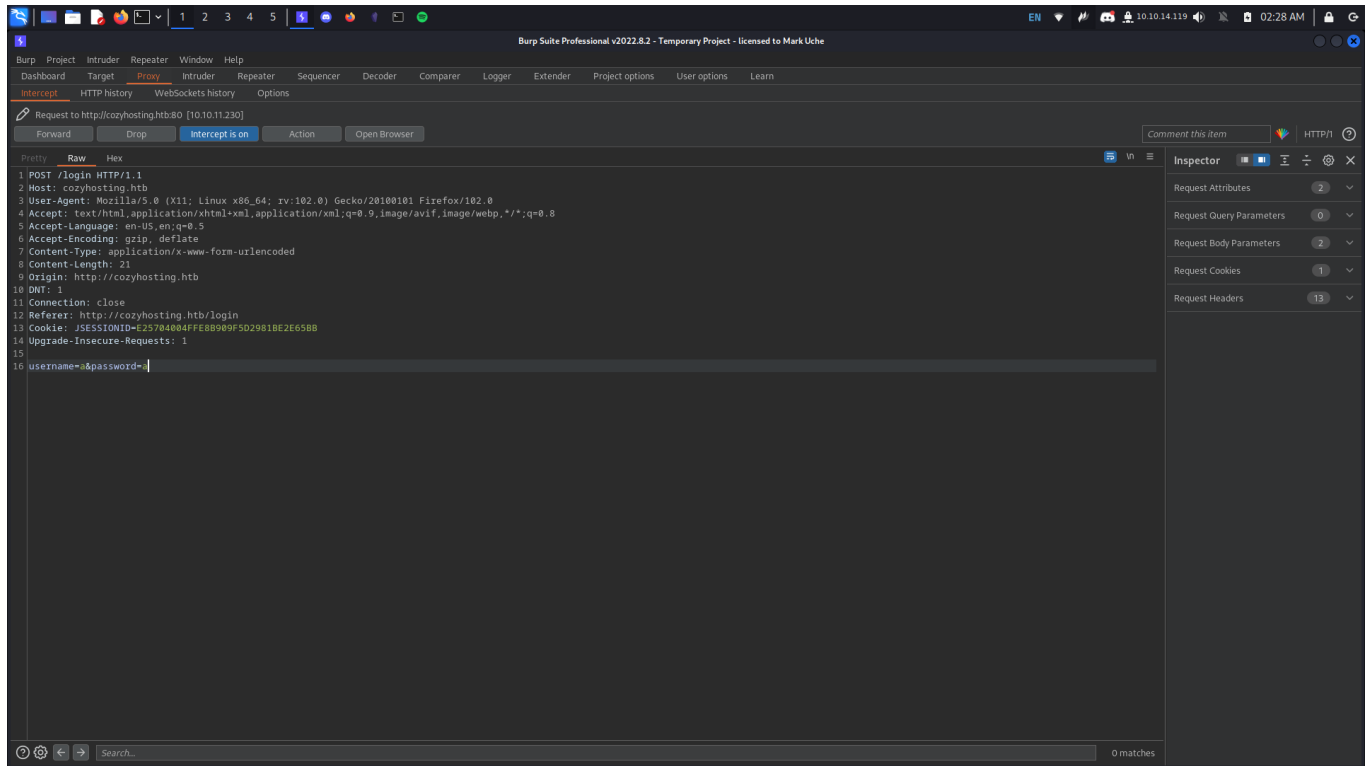 1 2 3 4 5 EN 10.10.14.119 02:28 AM
Burp Suite Professional v2022.8.2 - Temporary Project - licensed to Mark Uche
Burp Project Intruder Repeater Window Help
Dashboard Target Proxy Intruder Repeater Sequencer Decoder Comparer Logger Extender Project options User options Learn
Intercept HTTP history WebSockets history Options
Request to http://cozyhosting.htb:80 [10.10.11.230]
Forward Drop Intercept is on Action Open Browser Comment this item HTTP/1 ?
Pretty Raw Hex \n Inspector
1 POST /login HTTP/1.1
2 Host: cozyhosting.htb
3 User-Agent: Mozilla/5.0 (X11; Linux x86_64; rv:102.0) Gecko/20100101 Firefox/102.0
4 Accept: text/html,application/xhtml+xml,application/xml;q=0.9,image/avif,image/webp,*/*;q=0.8
5 Accept-Language: en-US,en;q=0.5
6 Accept-Encoding: gzip, deflate
7 Content-Type: application/x-www-form-urlencoded
8 Content-Length: 21
9 Origin: http://cozyhosting.htb
10 DNT: 1
11 Connection: close
12 Referer: http://cozyhosting.htb/login
13 Cookie: JSESSIONID=E25704004FFE8B909F5D2981BE2E65BB
14 Upgrade-Insecure-Requests: 1
15
16 username=a&password=a
Request Attributes 2
Request Query Parameters 0
Request Body Parameters 2
Request Cookies 1
Request Headers 13
? Search... 0 matches